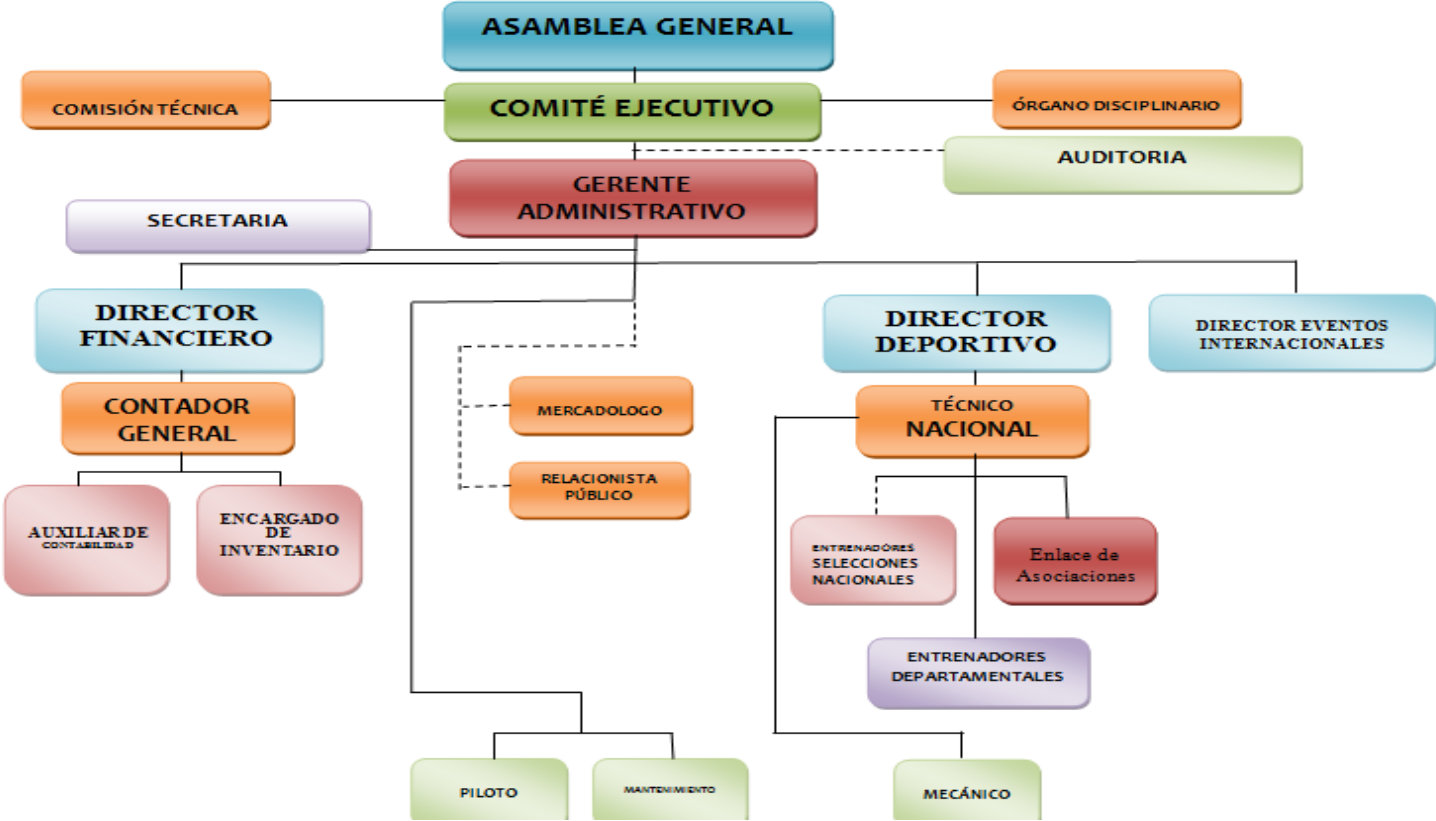 ASAMBLEA GENERAL
COMISIÓN TÉCNICA
COMITÉ EJECUTIVO
ÓRGANO DISCIPLINARIO
AUDITORIA
GERENTE
ADMINISTRATIVO
SECRETARIA
DIRECTOR
FINANCIERO
DIRECTOR
DEPORTIVO
DIRECTOR EVENTOS
INTERNACIONALES
CONTADOR
GENERAL
MERCADOLOGO
TÉCNICO
NACIONAL
RELACIONISTA
PÚBLICO
AUXILIAR DE
CONTABILIDAD
ENCARGADO
DE
INVENTARIO
ENTRENADORES
SELECCIONES
NACIONALES
Enlace de
Asociaciones
ENTRENADORES
DEPARTAMENTALES
PILOTO
MANTENIMIENTO
MECÁNICO